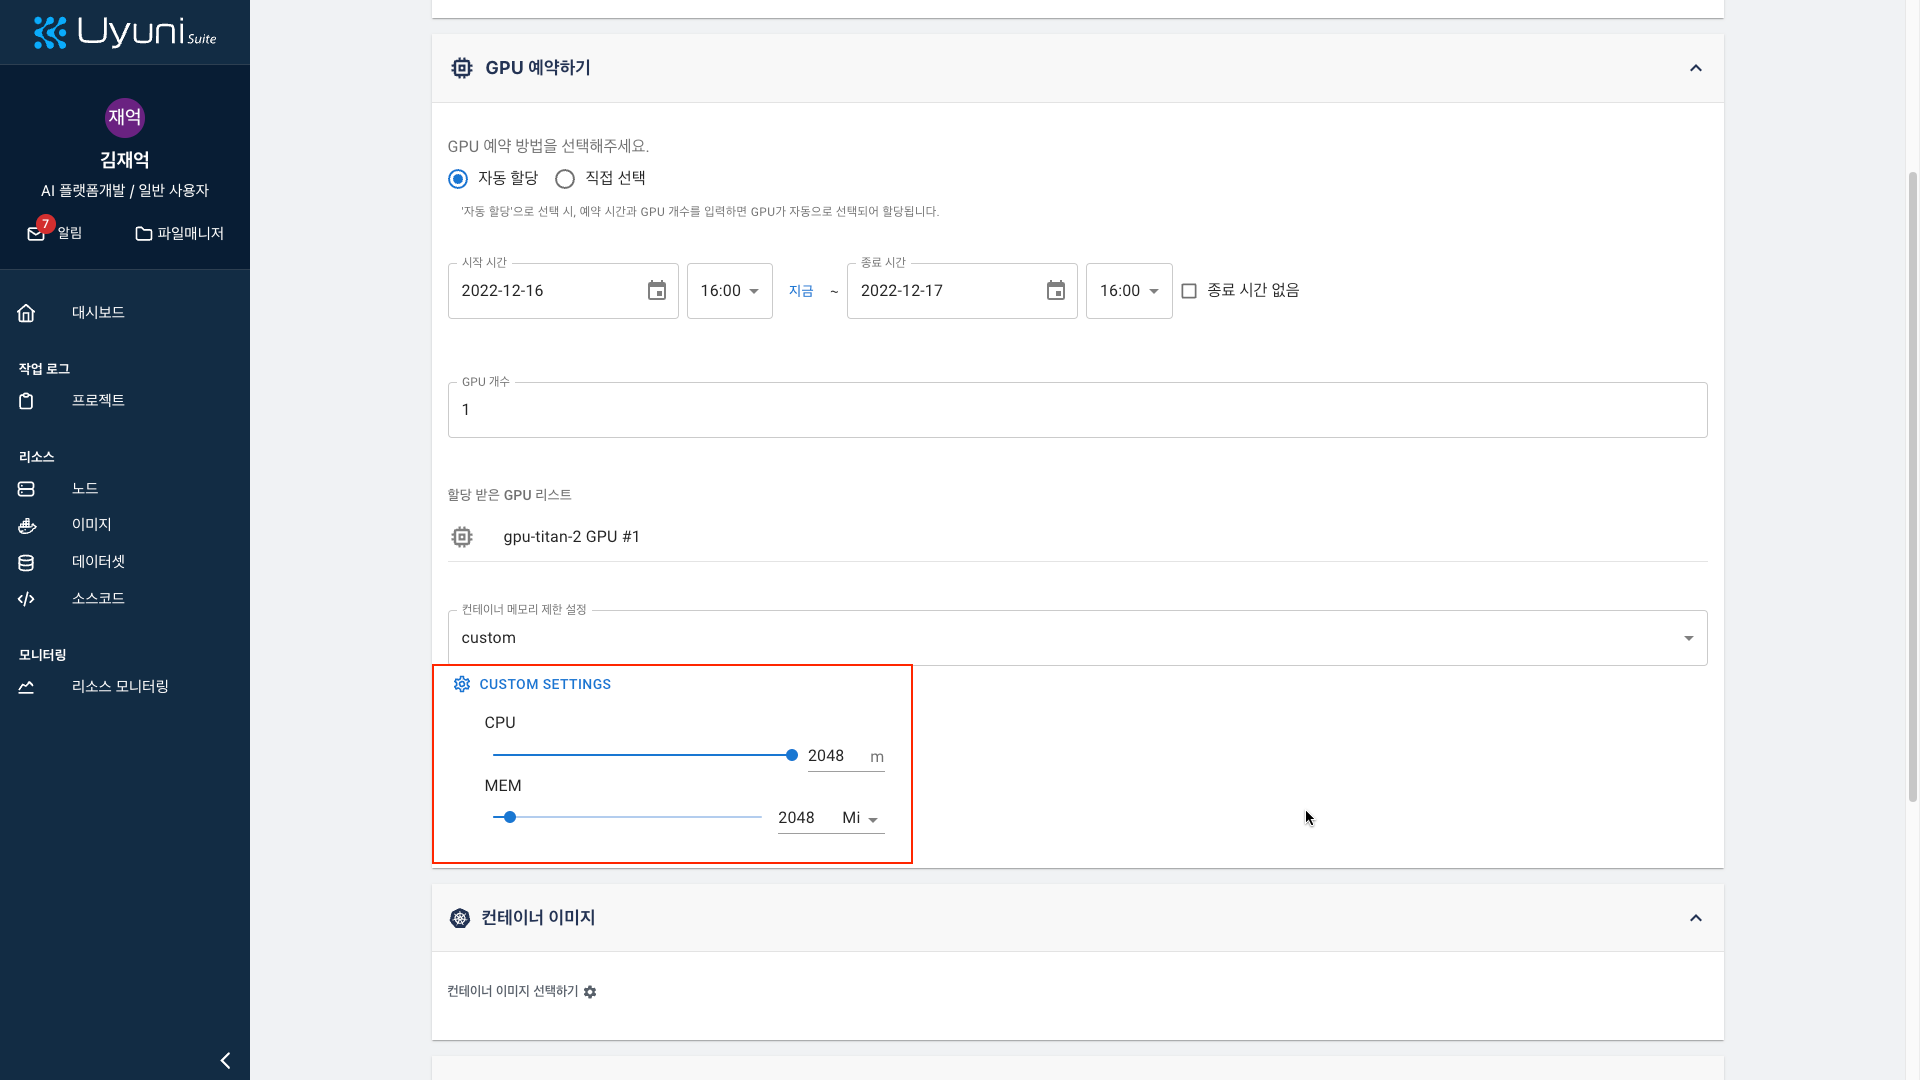 Uyuni Suite
재억
김재억
AI 플랫폼개발 / 일반 사용자
7
알림
파일매니저
대시보드
작업 로그
프로젝트
리소스
노드
이미지
데이터셋
소스코드
모니터링
리소스 모니터링
GPU 예약하기
GPU 예약 방법을 선택해주세요.
자동 할당 직접 선택
'자동 할당'으로 선택 시, 예약 시간과 GPU 개수를 입력하면 GPU가 자동으로 선택되어 할당됩니다.
시작 시간 종료 시간
2022-12-16 16:00 지금 ~ 2022-12-17 16:00 종료 시간 없음
GPU 개수
1
할당 받은 GPU 리스트
gpu-titan-2 GPU #1
컨테이너 메모리 제한 설정
custom
CUSTOM SETTINGS
CPU
2048 m
MEM
2048 Mi
컨테이너 이미지
컨테이너 이미지 선택하기